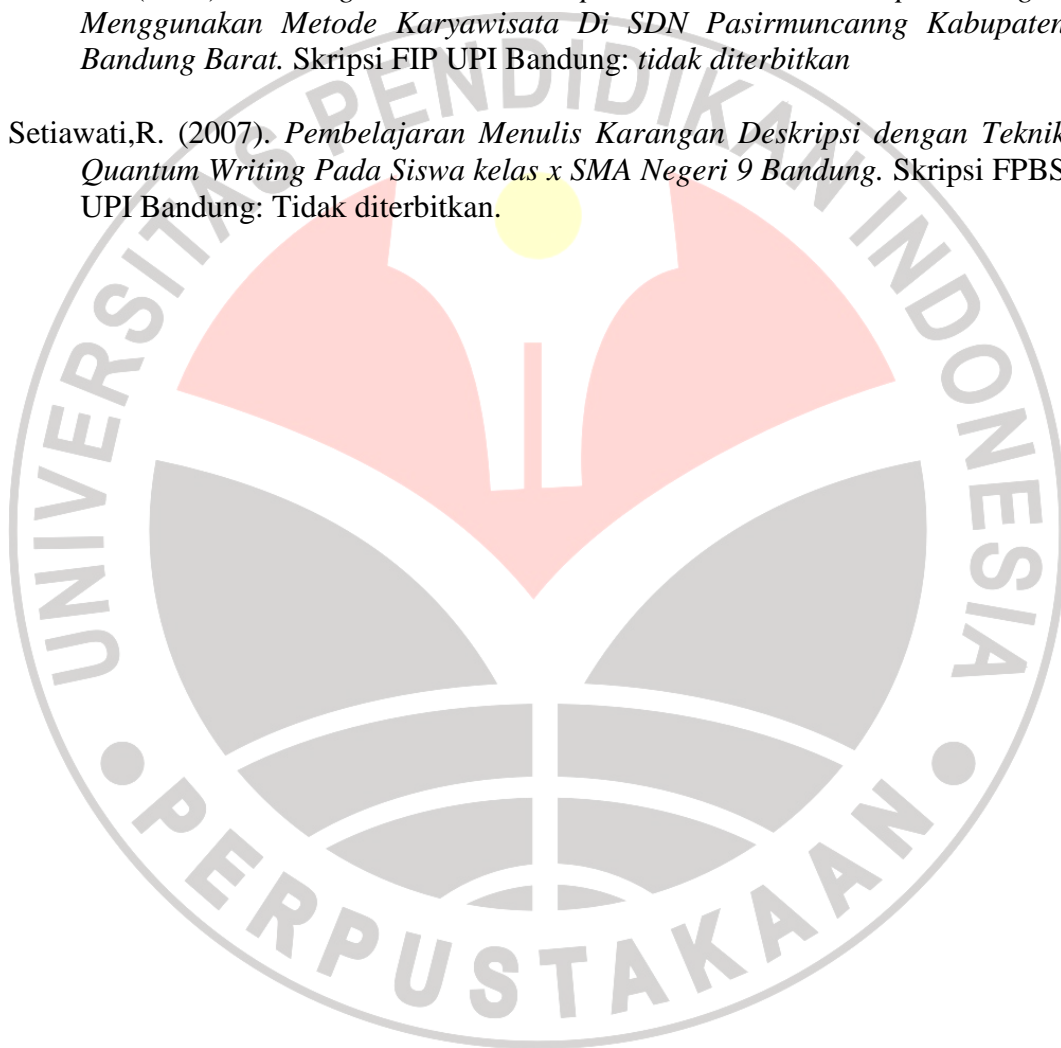 Menggunakan Metode Karyawisata Di SDN Pasirmuncanng Kabupaten
Bandung Barat. Skripsi FIP UPI Bandung: tidak diterbitkan
Setiawati,R. (2007). Pembelajaran Menulis Karangan Deskripsi dengan Teknik
Quantum Writing Pada Siswa kelas x SMA Negeri 9 Bandung. Skripsi FPBS
UPI Bandung: Tidak diterbitkan.
UNIVERSITAS PENDIDIKAN INDONESIA
PERPUSTAKAAN